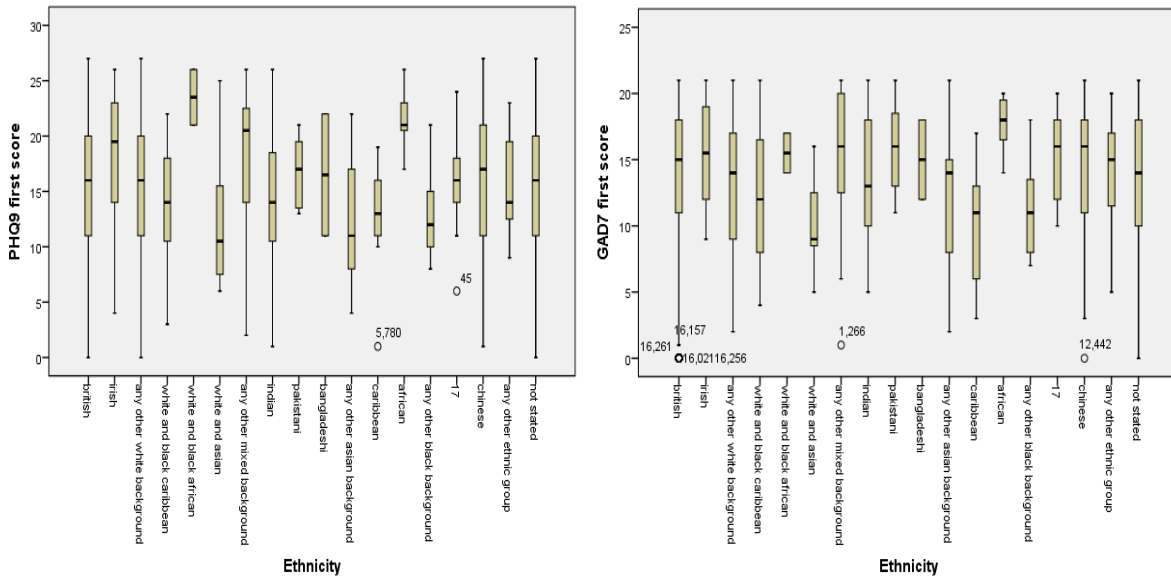 PHQ9 first score
30
25
20
15
10
5
0
45
5,780
british
irish
any other white background
white and black caribbean
white and black african
white and asian
any other mixed background
indian
pakistani
bangladeshi
any other asian background
caribbean
african
any other black background
17
chinese
any other ethnic group
not stated
Ethnicity
GAD7 first score
25
20
15
10
5
0
16,157
16,261
16,02116,256
1,266
12,442
british
irish
any other white background
white and black caribbean
white and black african
white and asian
any other mixed background
indian
pakistani
bangladeshi
any other asian background
caribbean
african
any other black background
17
chinese
any other ethnic group
not stated
Ethnicity